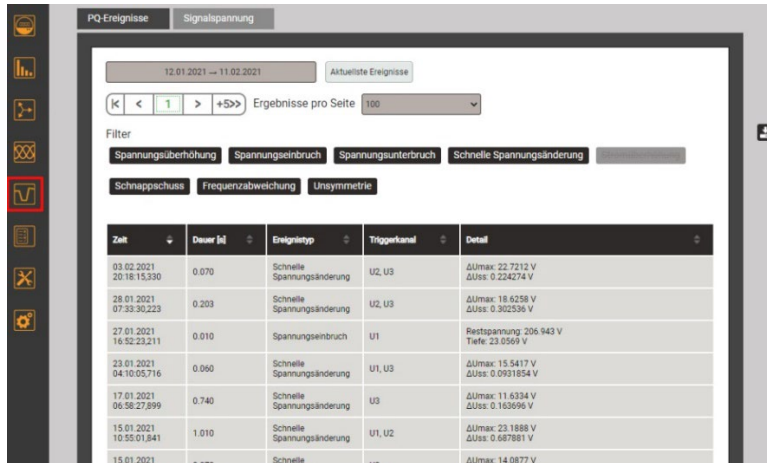 PQ-Ereignisse Signalspannung
12.01.2021 → 11.02.2021 Aktuellste Ereignisse
1 +5>> Ergebnisse pro Seite 100
Filter
Spannungsüberhöhung Spannungseinbruch Spannungsunterbruch Schnelle Spannungsänderung
Schnappschuss Frequenzabweichung Unsymmetrie
Zeit Dauer [s] Ereignistyp Triggerkanal Detail
03.02.2021 20:18:15,330 0.070 Schnelle Spannungsänderung U2, U3 ΔUmax: 22.7212 V ΔUss: 0.224274 V
28.01.2021 07:33:30,223 0.203 Schnelle Spannungsänderung U2, U3 ΔUmax: 18.6258 V ΔUss: 0.302536 V
27.01.2021 16:52:23,211 0.010 Spannungseinbruch U1 Restspannung: 206.943 V Tiefe: 23.0569 V
23.01.2021 04:10:05,716 0.060 Schnelle Spannungsänderung U1, U3 ΔUmax: 15.5417 V ΔUss: 0.0931854 V
17.01.2021 06:58:27,899 0.740 Schnelle Spannungsänderung U3 ΔUmax: 11.6334 V ΔUss: 0.163696 V
15.01.2021 10:55:01,841 1.010 Schnelle Spannungsänderung U1, U2 ΔUmax: 23.1888 V ΔUss: 0.687881 V
15.01.2021 Schnelle ΔUmax: 14.0877 V